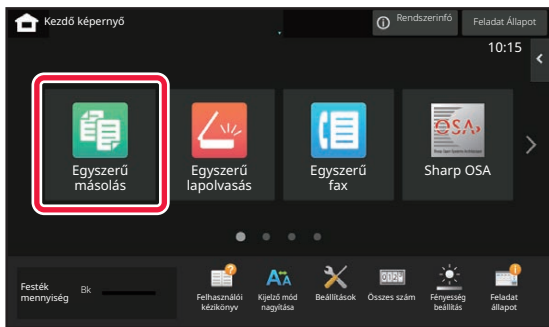 Kezdő képernyő
Rendszerinfó
Feladat Állapot
10:15
Egyszerű
másolás
Egyszerű
lapolvasás
Egyszerű
fax
OSA
Sharp OSA
Festék
mennyiség
Bk
Felhasználói
kézikönyv
Kijelző mód
nagyítása
Beállítások
Összes szám
Fényesség
beállítás
Feladat
állapot